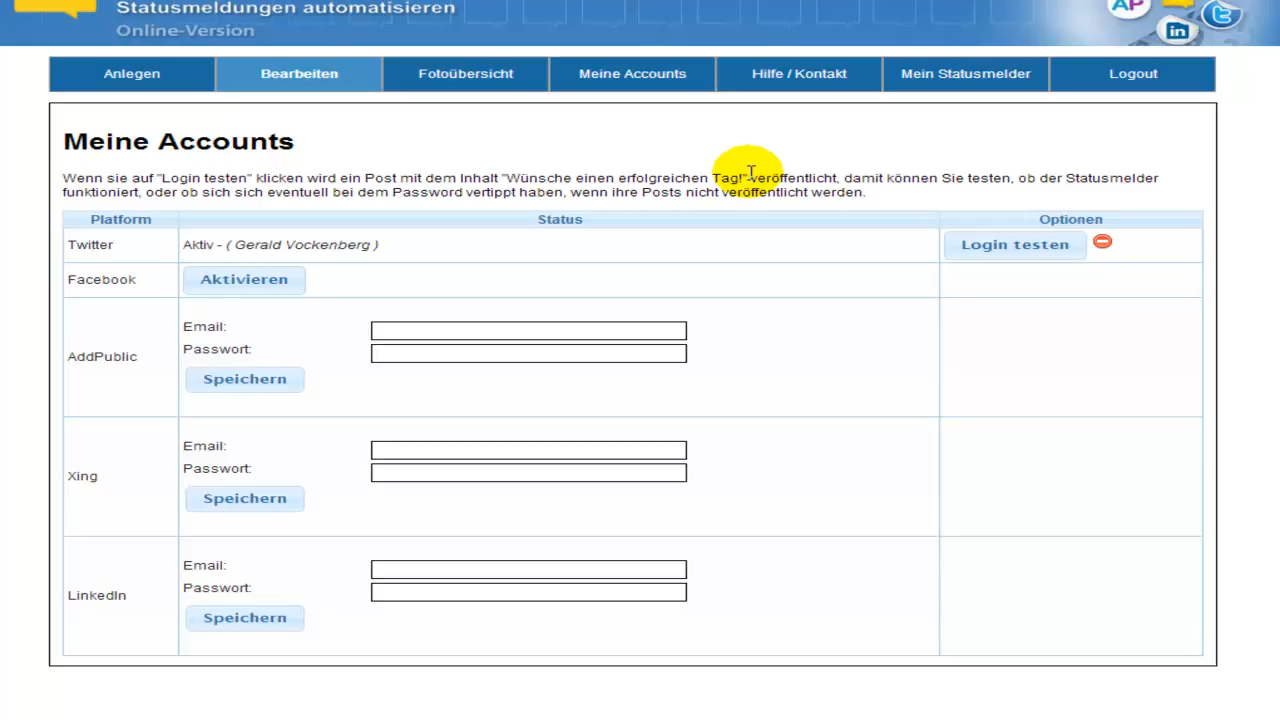 Statusmeldungen automatisieren
Online-Version
AP
in
Anlegen Bearbeiten Fotoübersicht Meine Accounts Hilfe / Kontakt Mein Statusmelder Logout
Meine Accounts
Wenn sie auf "Login testen" klicken wird ein Post mit dem Inhalt "Wünsche einen erfolgreichen Tag!" veröffentlicht, damit können Sie testen, ob der Statusmelder
funktioniert, oder ob sich sich eventuell bei dem Password vertippt haben, wenn ihre Posts nicht veröffentlicht werden.
Platform Status Optionen
Twitter Aktiv - ( Gerald Vockenberg ) Login testen
Facebook Aktivieren
Email:
AddPublic
Passwort:
Speichern
Email:
Xing
Passwort:
Speichern
Email:
LinkedIn
Passwort:
Speichern